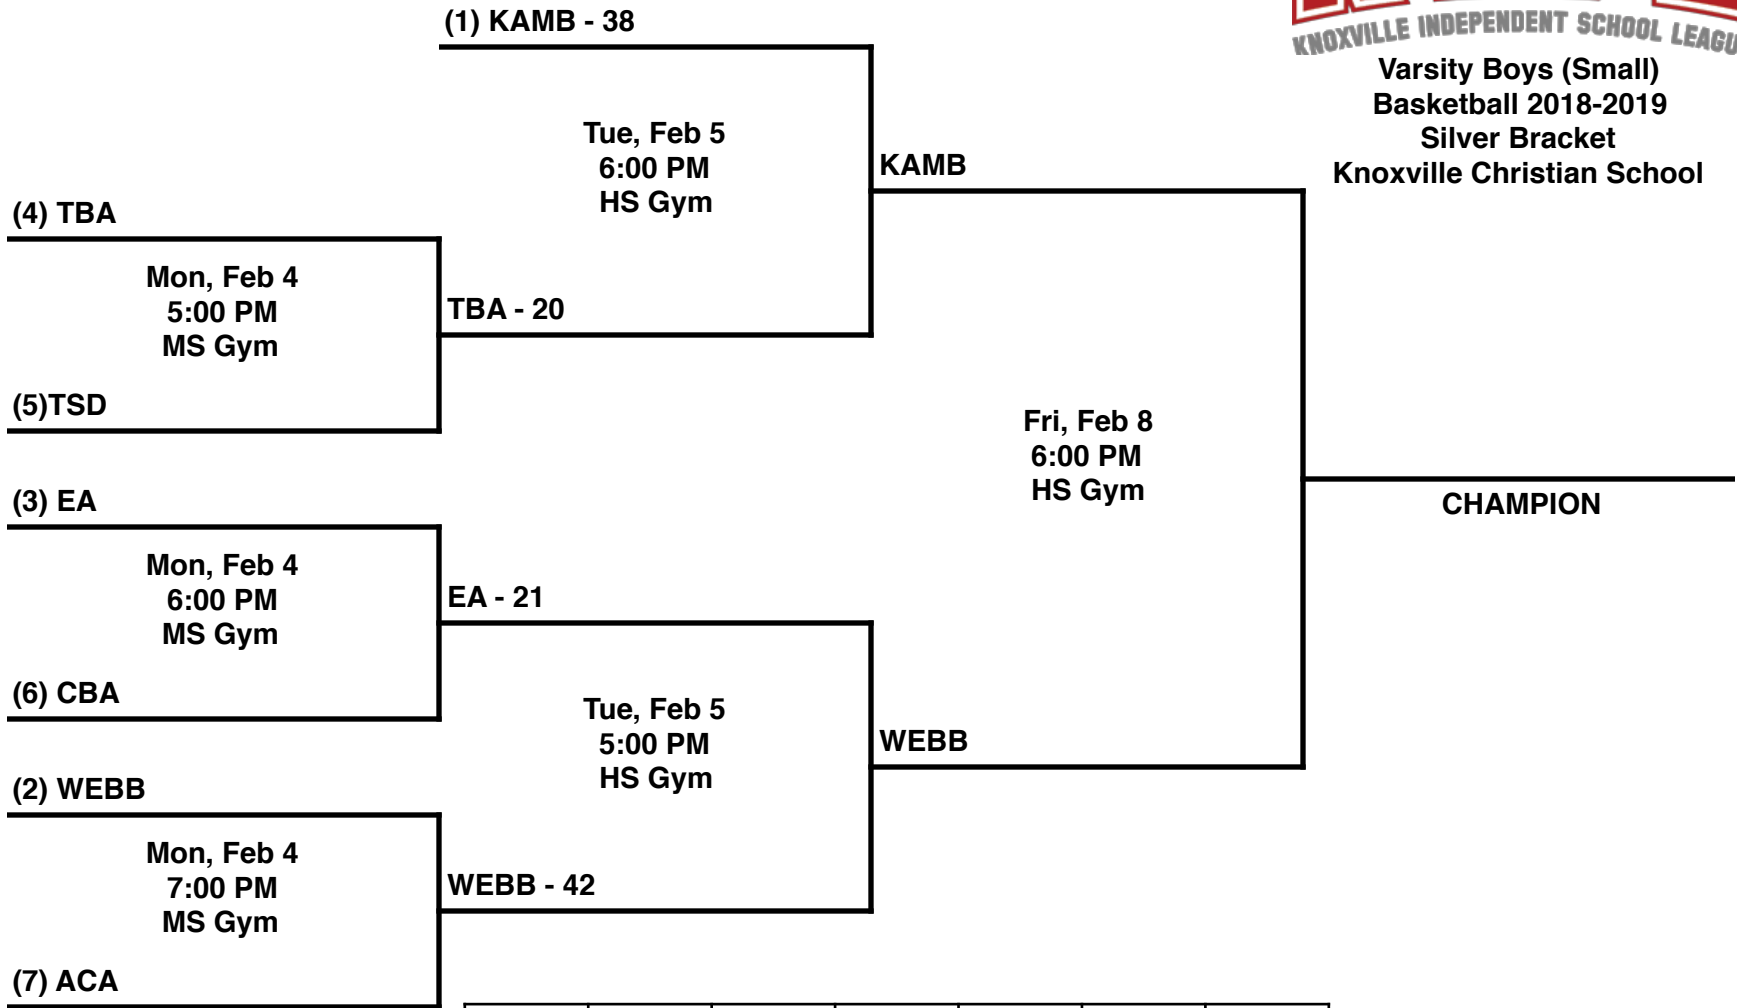 (1) KAMB - 38
KNOXVILLE INDEPENDENT SCHOOL
Varsity Boys (Small)
Basketball 2018-2019
Silver Bracket
Knoxville Christian School
Tue, Feb 5
6:00 PM
HS Gym
KAMB
(4) TBA
Mon, Feb 4
5:00 PM
MS Gym
TBA - 20
(5)TSD
Fri, Feb 8
6:00 PM
HS Gym
CHAMPION
(3) EA
Mon, Feb 4
6:00 PM
MS Gym
EA - 21
(6) CBA
Tue, Feb 5
5:00 PM
HS Gym
WEBB
(2) WEBB
Mon, Feb 4
7:00 PM
MS Gym
WEBB - 42
(7) ACA